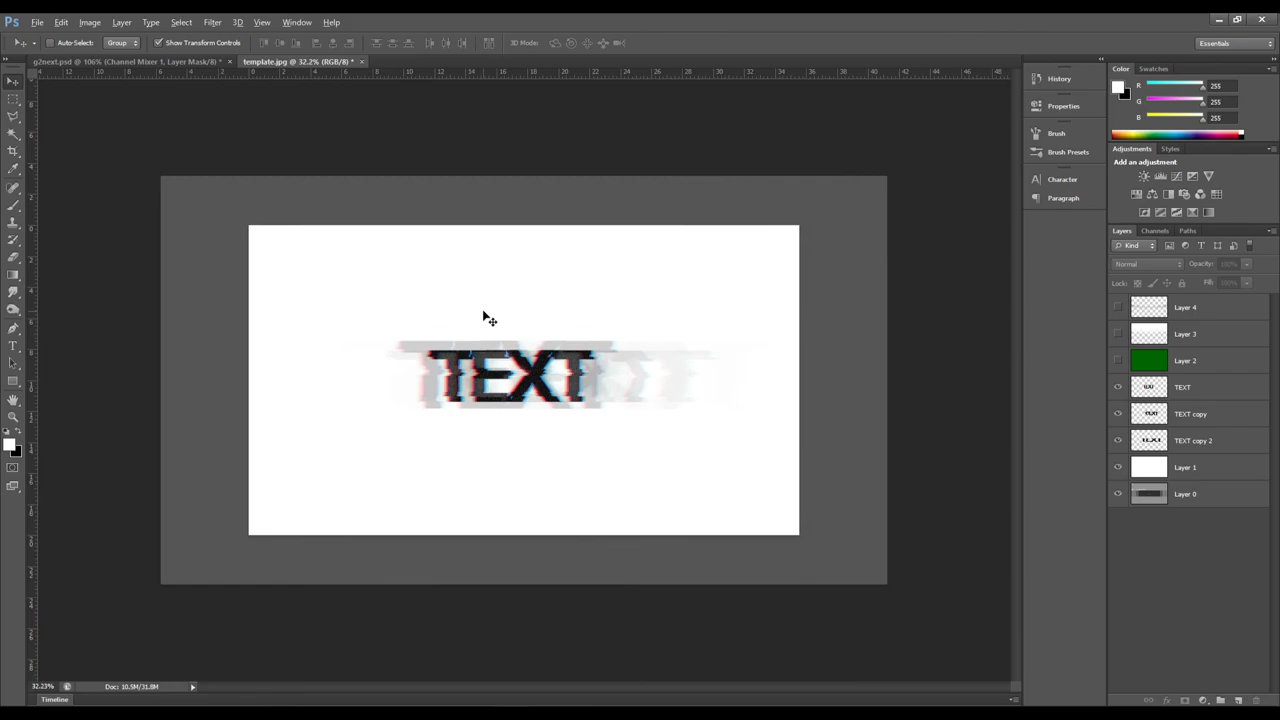 Ps File Edit Image Layer Type Select Filter 3D View Window Help
Auto-Select: Group Show Transform Controls 3D Mode: Essentials
g2next.psd @ 106% (Channel Mixer 1, Layer Mask/8) * × template.jpg @ 32.2% (RGB/8) * ×
History
Properties
Brush
Brush Presets
Character
Paragraph
Color Swatches
R 255
G 255
B 255
Adjustments Styles
Add an adjustment
Layers Channels Paths
Kind
Normal Opacity: 100%
Lock: Fill: 100%
Layer 4
Layer 3
Layer 2
TEXT
TEXT copy
TEXT copy 2
Layer 1
Layer 0
TEXT
32.23% Doc: 10.5M/31.8M
Timeline